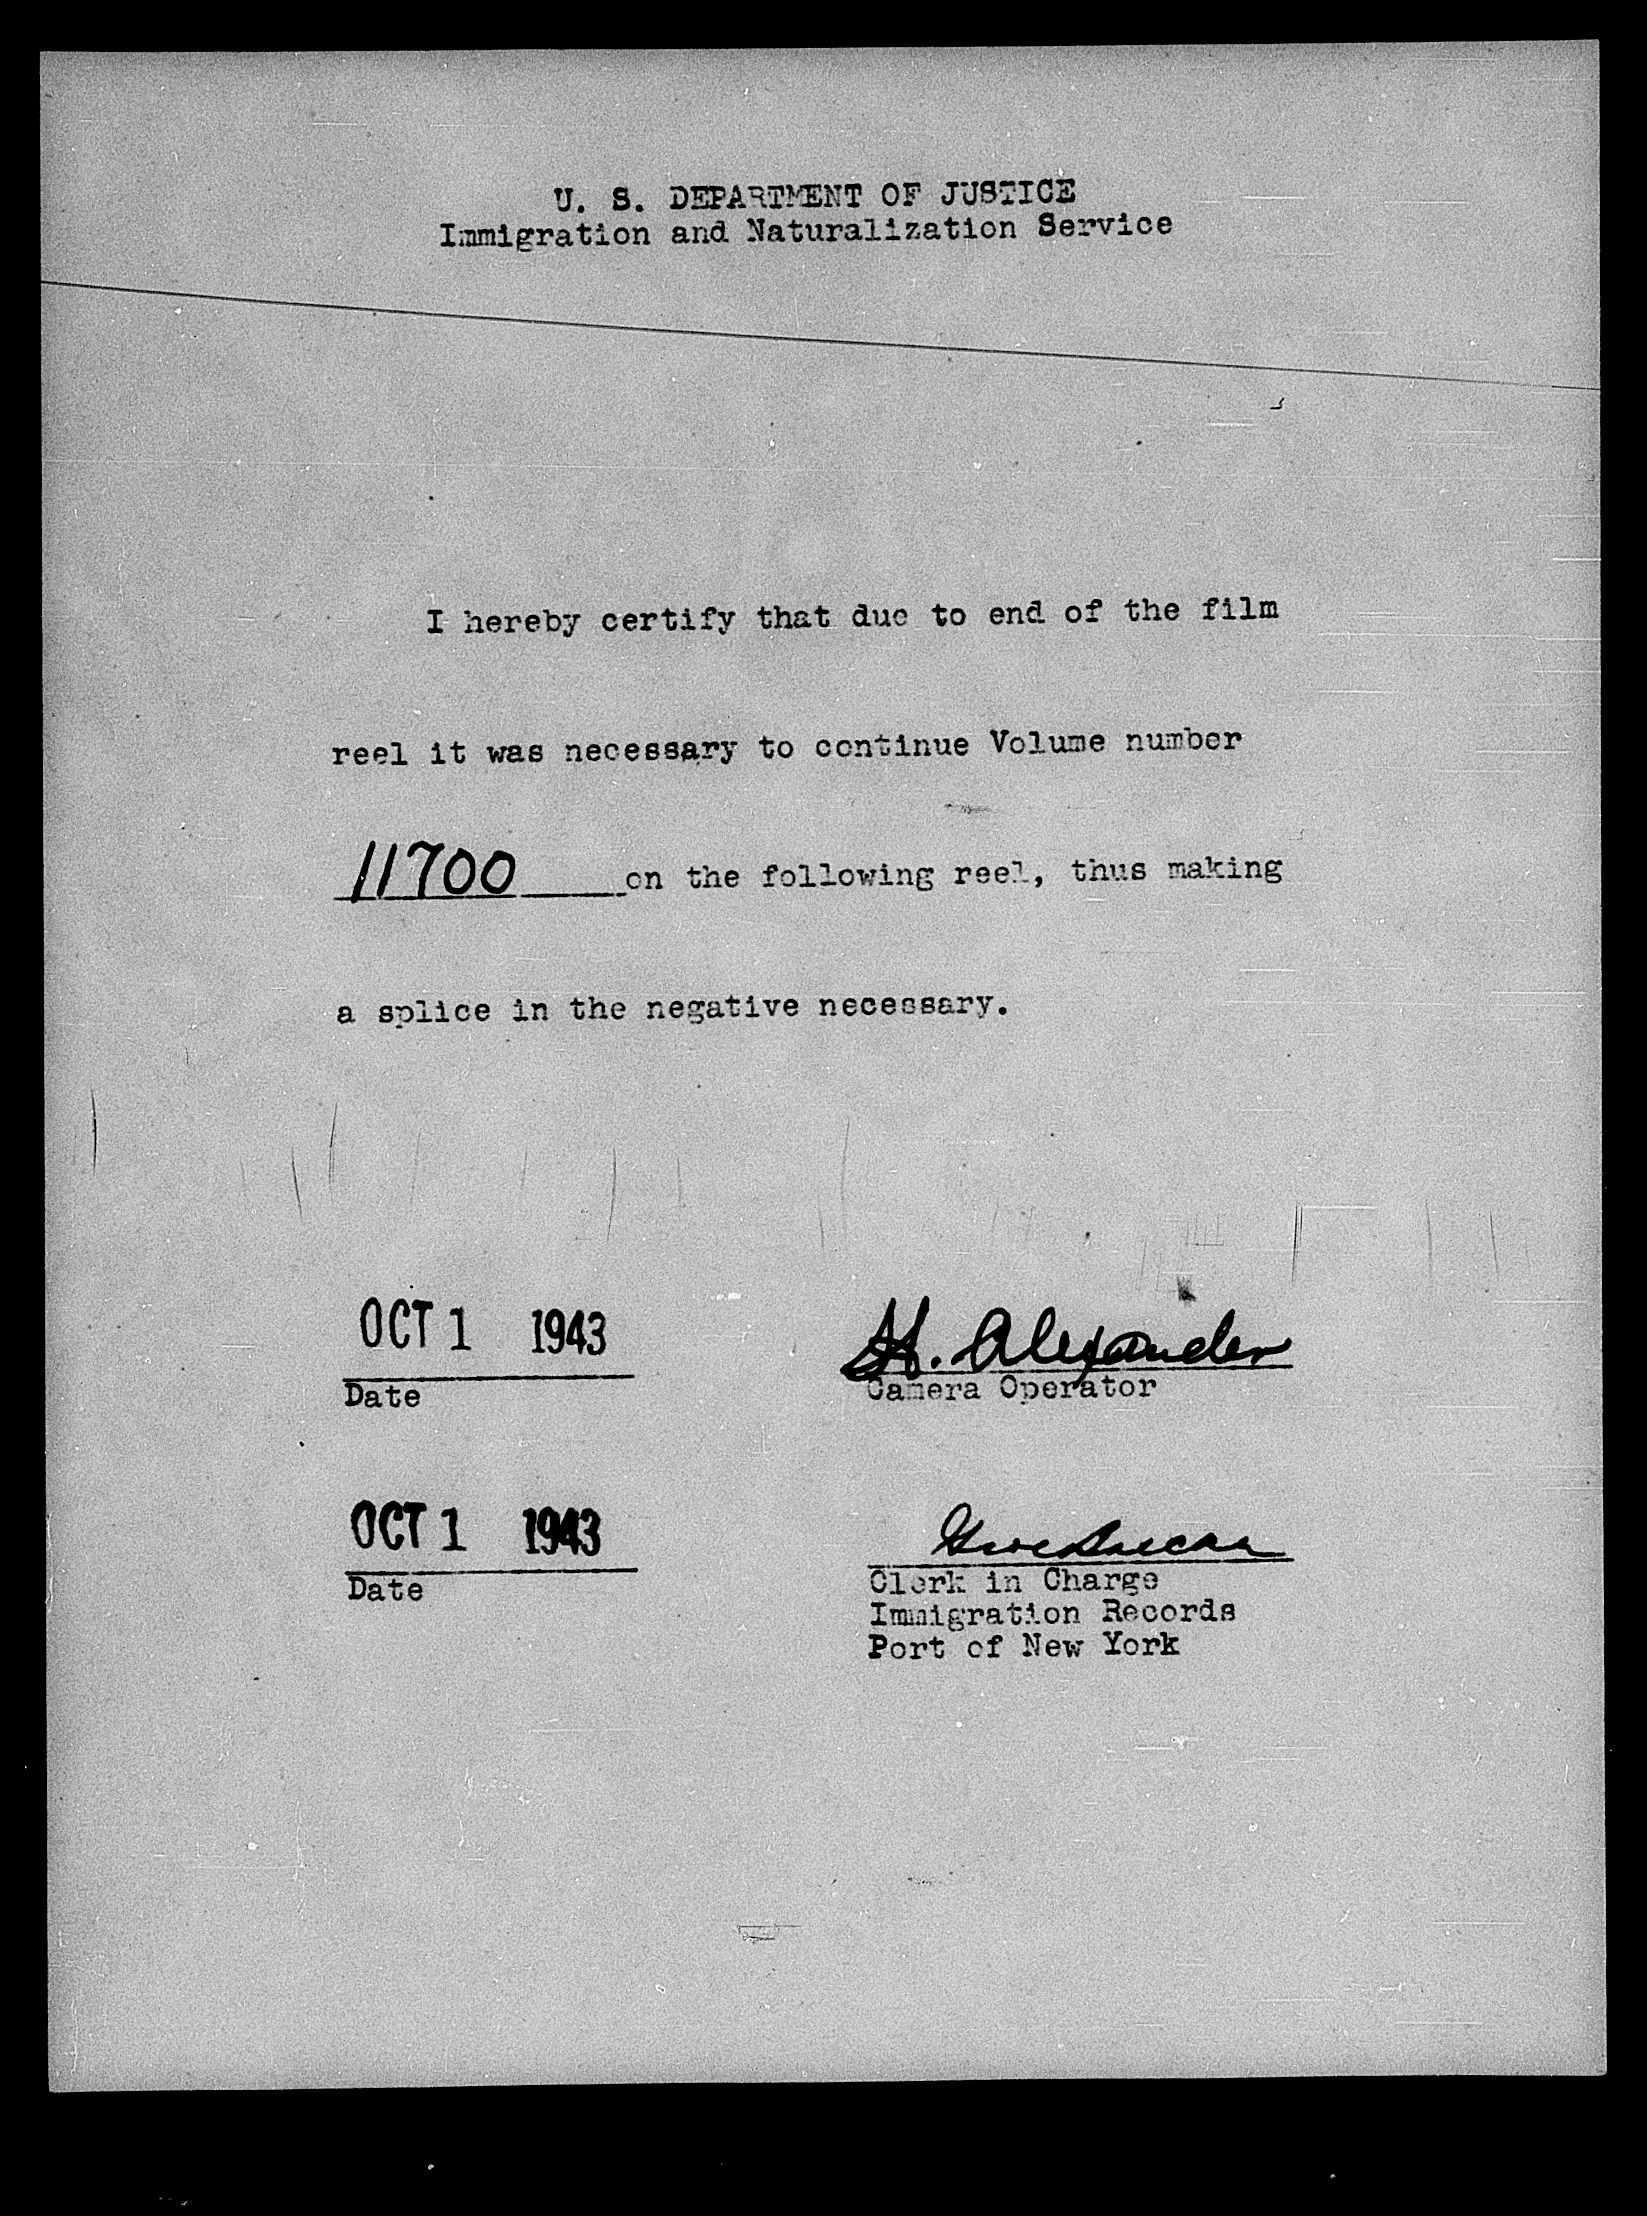 U. S. DEPARTMENT OF JUSTICE
Immigration and Naturalization Service
I hereby certify that due to end of the film
reel it was necessary to continue Volume number
11700 on the following reel, thus making
a splice in the negative necessary.
OCT 1 1943
Date
H. Alexander
Camera Operator
OCT 1 1943
Date
Clerk in Charge
Immigration Records
Port of New York